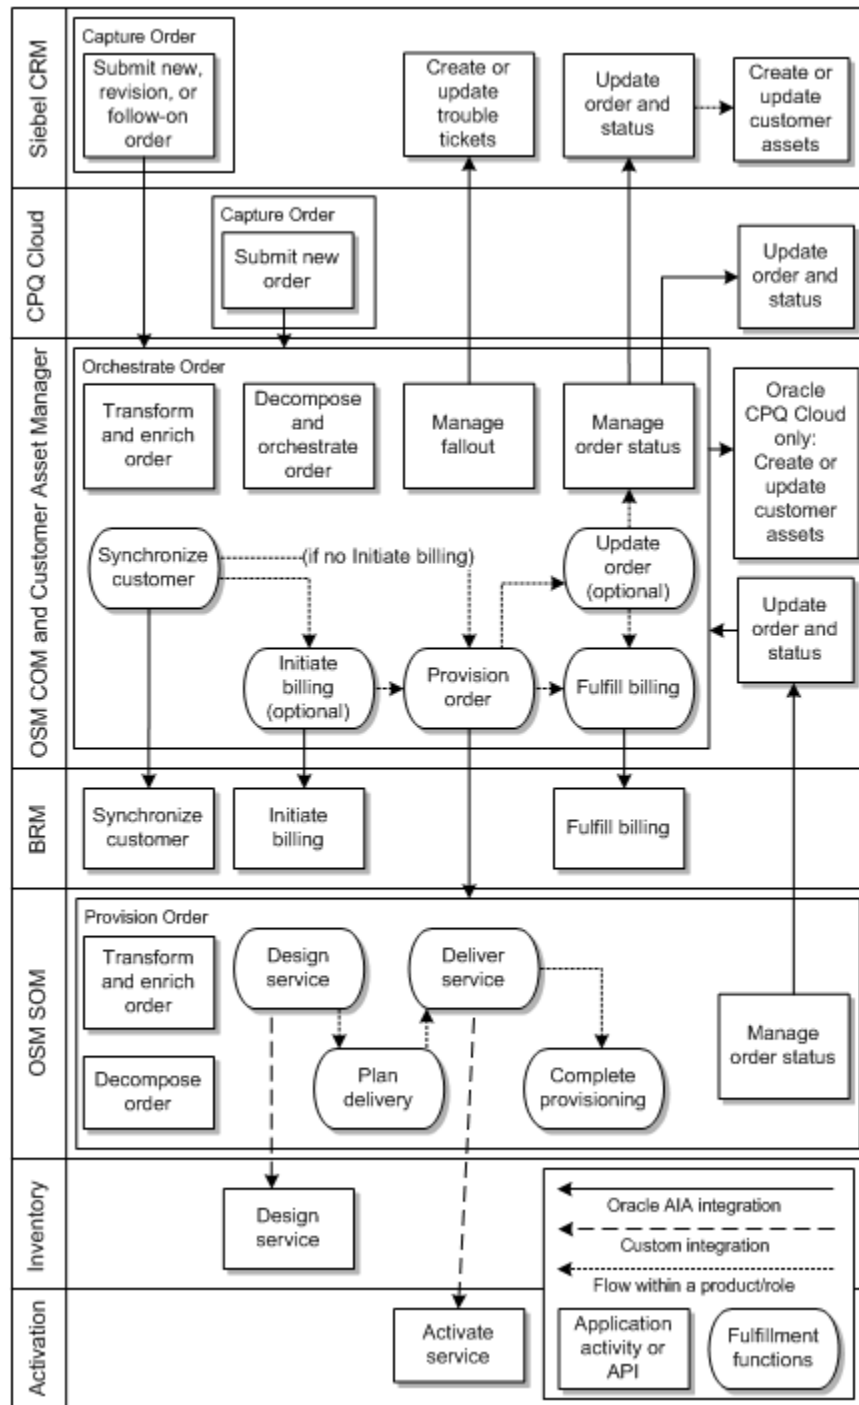 Siebel CRM
Capture Order
Submit new,
revision, or
follow-on
order
Create or
update
trouble
tickets
Update
order and
status
Create or
update
customer
assets
CPQ Cloud
Capture Order
Submit new
order
Update
order and
status
OSM COM and Customer Asset Manager
Orchestrate Order
Transform
and enrich
order
Decompose
and
orchestrate
order
Manage
fallout
Manage
order status
Oracle
CPQ Cloud
only:
Create or
update
customer
assets
Synchronize
customer
(if no Initiate billing)
Update
order
(optional)
Update
order and
status
Initiate
billing
(optional)
Provision
order
Fulfill billing
BRM
Synchronize
customer
Initiate
billing
Fulfill billing
OSM SOM
Provision Order
Transform
and enrich
order
Design
service
Deliver
service
Manage
order status
Decompose
order
Plan
delivery
Complete
provisioning
Inventory
Design
service
Oracle AIA integration
Custom integration
Flow within a product/role
Application
activity or
API
Fulfillment
functions
Activation
Activate
service